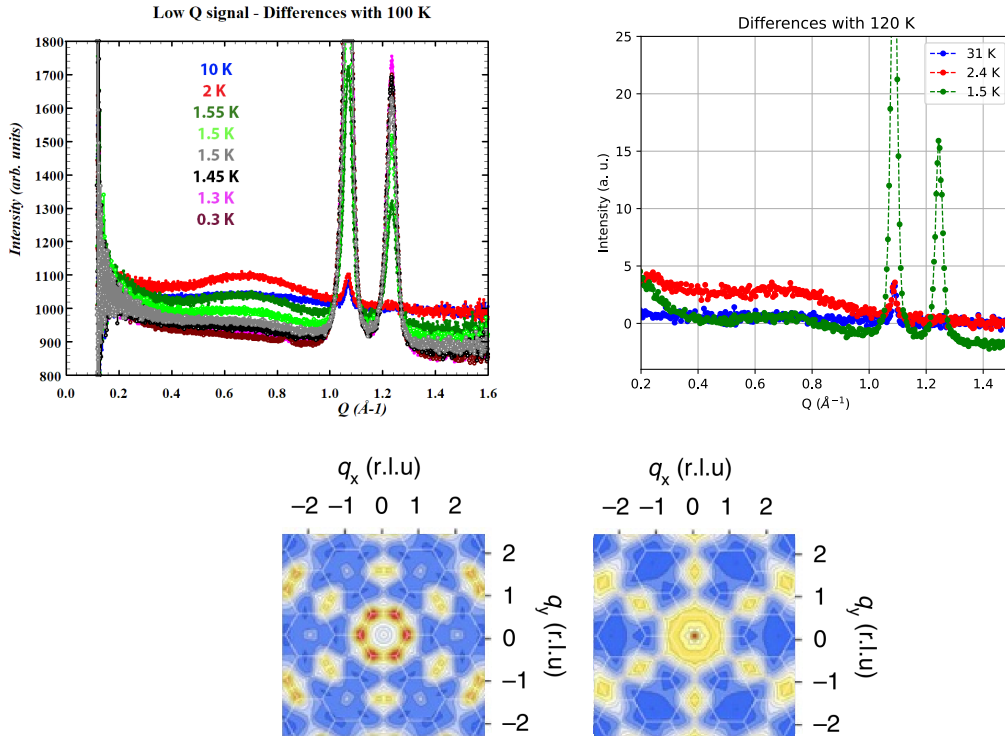 Low Q signal - Differences with 100 K
Intensity (arb. units)
1800
1700
1600
1500
1400
1300
1200
1100
1000
900
800
10 K
2 K
1.55 K
1.5 K
1.5 K
1.45 K
1.3 K
0.3 K
0.0 0.2 0.4 0.6 0.8 1.0 1.2 1.4 1.6
Q (Å-1)
Differences with 120 K
Intensity (a. u.)
25
20
15
10
5
0
31 K
2.4 K
1.5 K
0.2 0.4 0.6 0.8 1.0 1.2 1.4
Q (Å⁻¹)
qx (r.l.u)
−2 −1 0 1 2
2
1
0
−1
−2
qy (r.l.u)
qx (r.l.u)
−2 −1 0 1 2
2
1
0
−1
−2
qy (r.l.u)